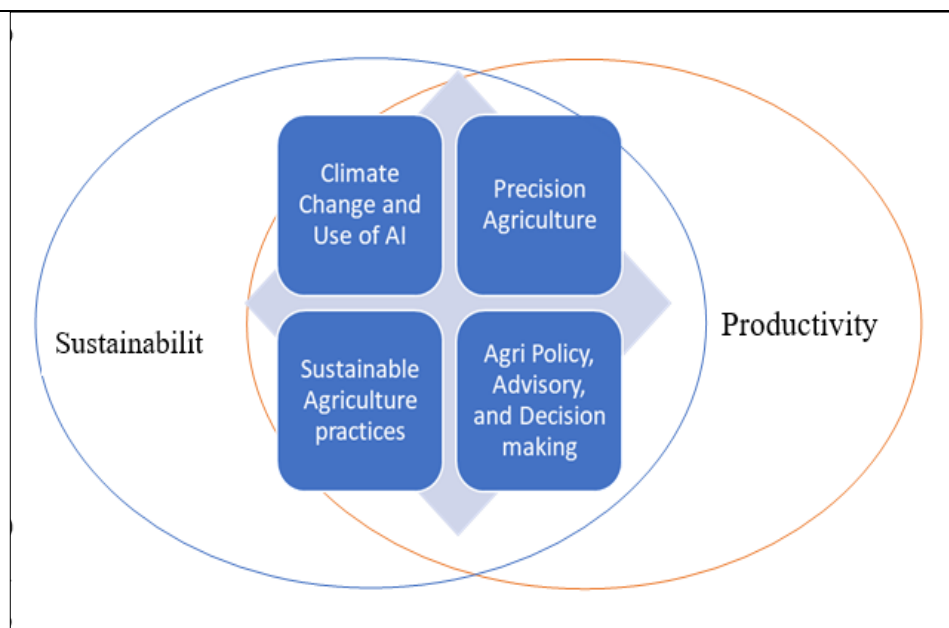 Climate
Change and
Use of AI
Precision
Agriculture
Sustainabilit
Productivity
Sustainable
Agriculture
practices
Agri Policy,
Advisory,
and Decision
making